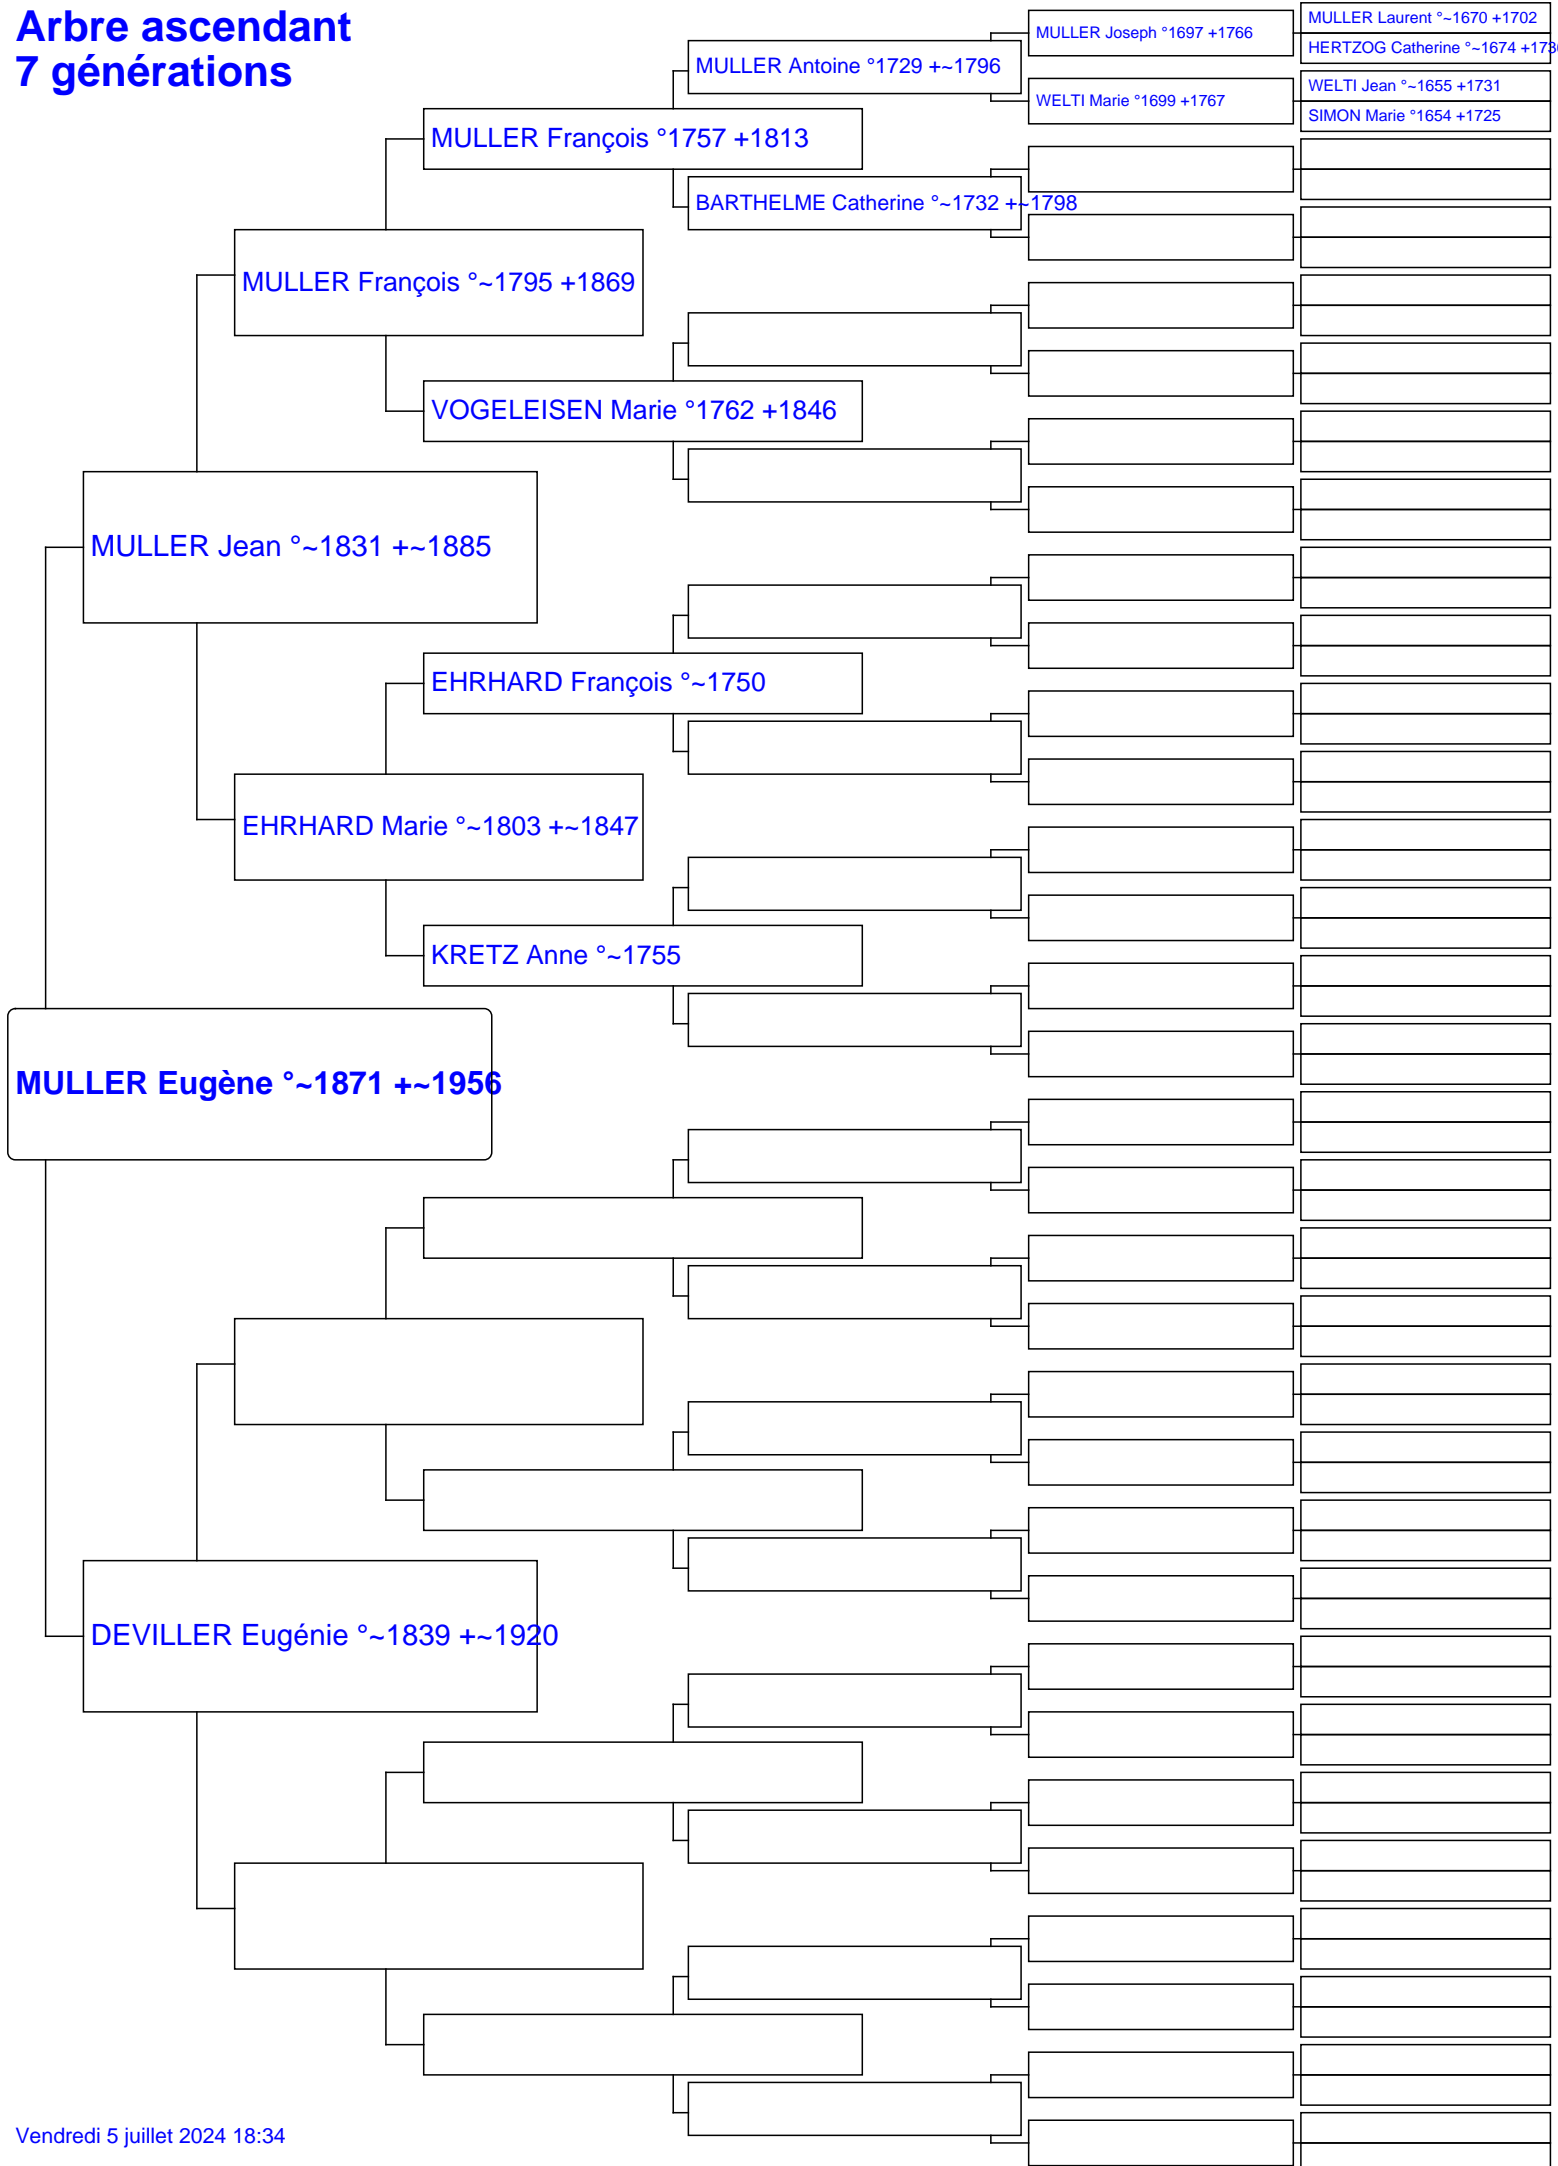 Arbre ascendant
7 générations
MULLER Laurent °~1670 +1702
MULLER Joseph °1697 +1766
HERTZOG Catherine °~1674 +173
MULLER Antoine °1729 +~1796
WELTI Jean °~1655 +1731
WELTI Marie °1699 +1767
SIMON Marie °1654 +1725
MULLER François °1757 +1813
BARTHELME Catherine °~1732 +~1798
MULLER François °~1795 +1869
VOGELEISEN Marie °1762 +1846
MULLER Jean °~1831 +~1885
EHRHARD François °~1750
EHRHARD Marie °~1803 +~1847
KRETZ Anne °~1755
MULLER Eugène °~1871 +~1956
DEVILLER Eugénie °~1839 +~1920
Vendredi 5 juillet 2024 18:34